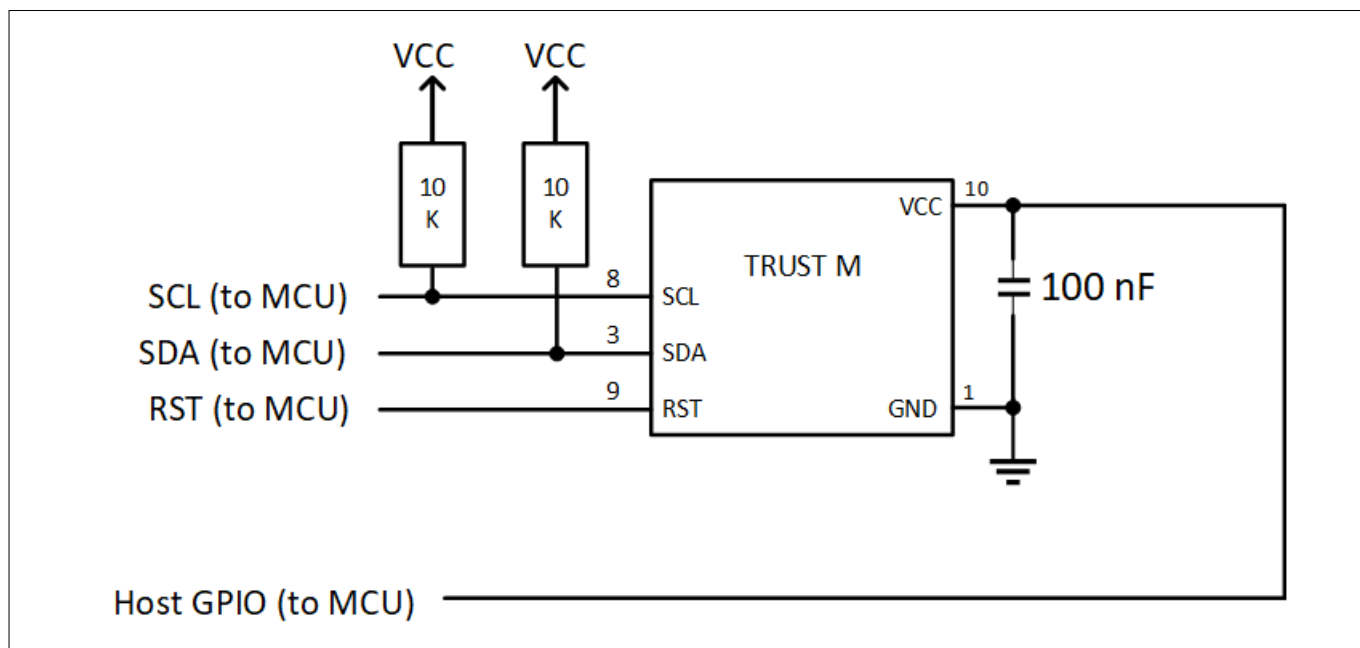 VCC
VCC
10
K
10
K
10
VCC
TRUST M
100 nF
SCL (to MCU)
8
SCL
SDA (to MCU)
3
SDA
RST (to MCU)
9
RST
GND
1
Host GPIO (to MCU)